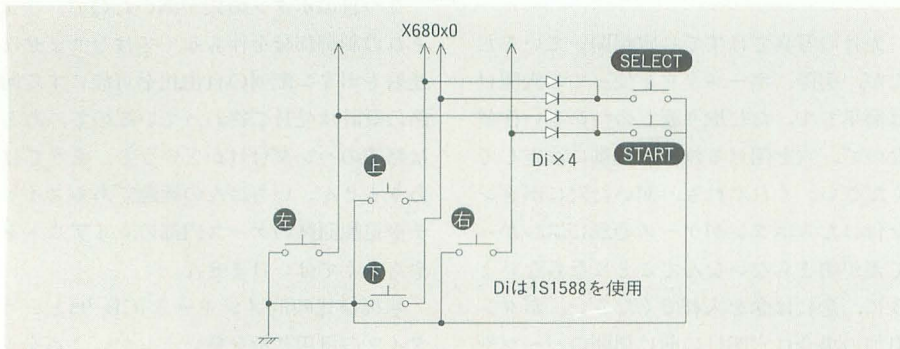 X680x0
SELECT
Di×4
START
上
左
右
下
Diは1S1588を使用